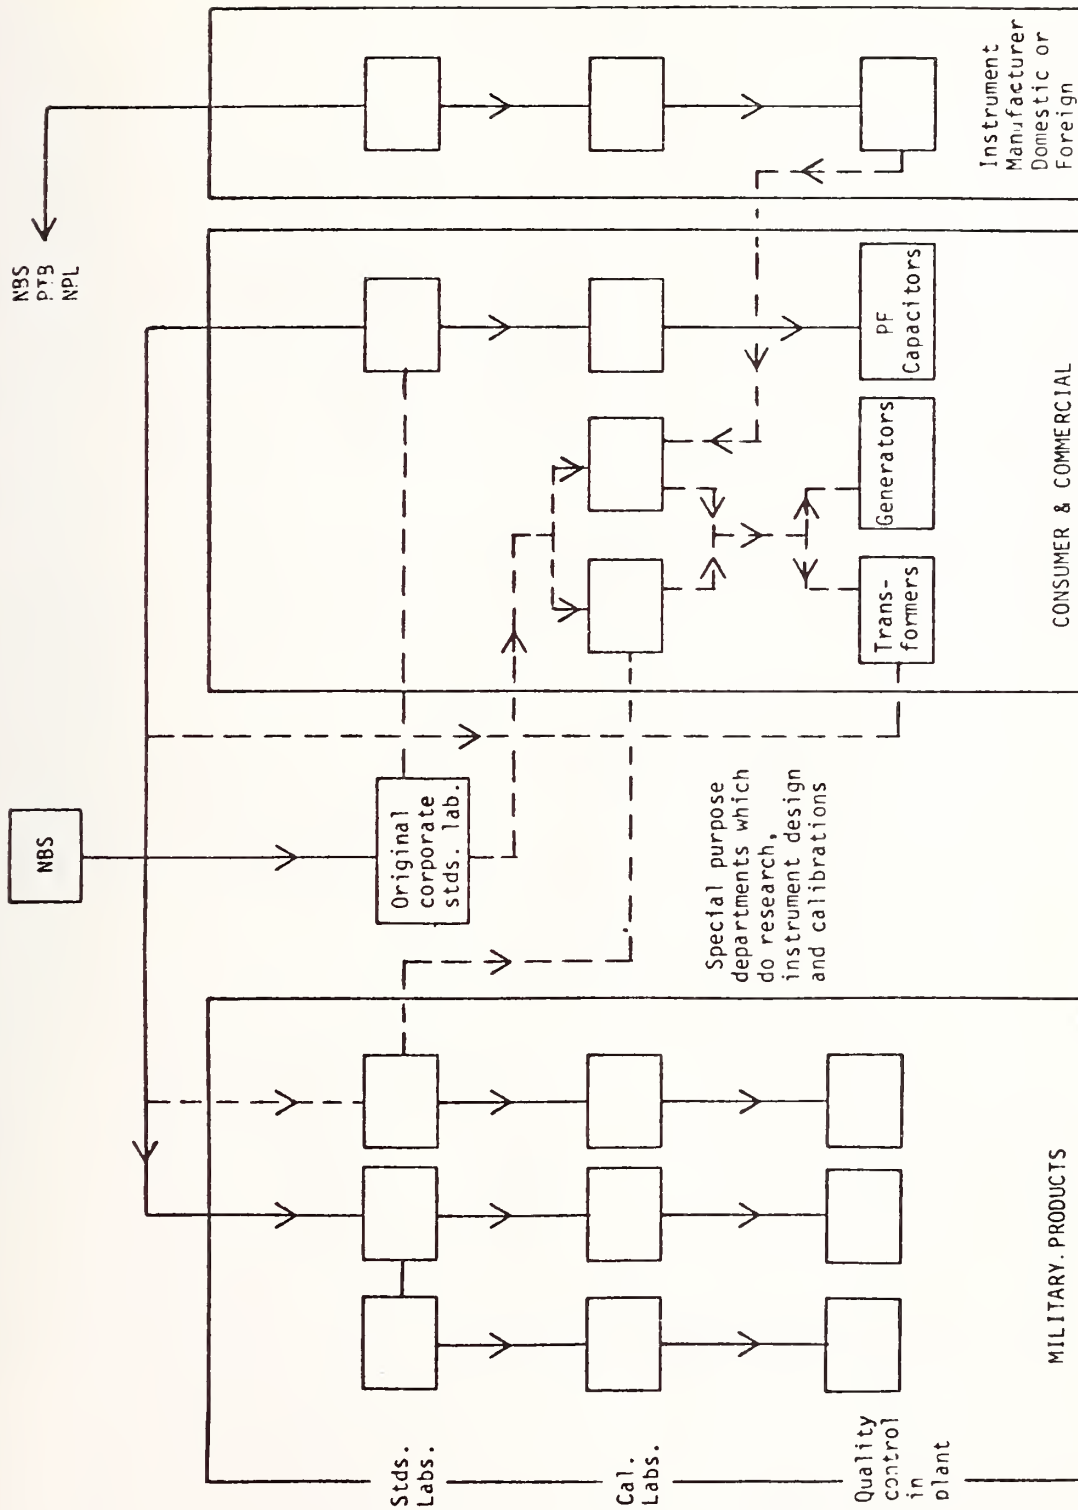 NBS
NBS
PTB
NPL
Stds.
Labs.
Original
corporate
stds. lab.
Cal.
Labs.
Special purpose
departments which
do research,
instrument design
and calibrations
Quality
control
in
plant
Trans-
formers
Generators
PF
Capacitors
MILITARY.PRODUCTS
CONSUMER & COMMERCIAL
Instrument
Manufacturer
Domestic or
Foreign